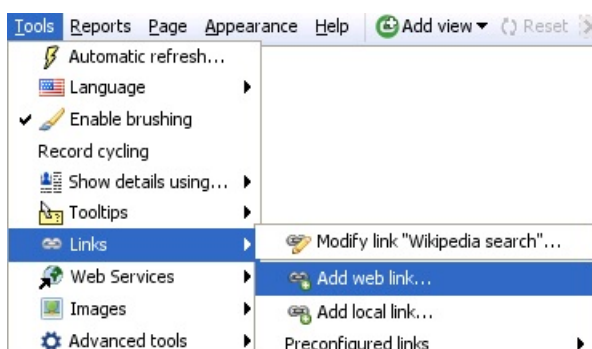 Tools Reports Page Appearance Help Add view Reset
Automatic refresh...
Language
Enable brushing
Record cycling
Show details using...
Tooltips
Links
Modify link "Wikipedia search"...
Web Services
Add web link...
Images
Add local link...
Advanced tools
Preconfigured links